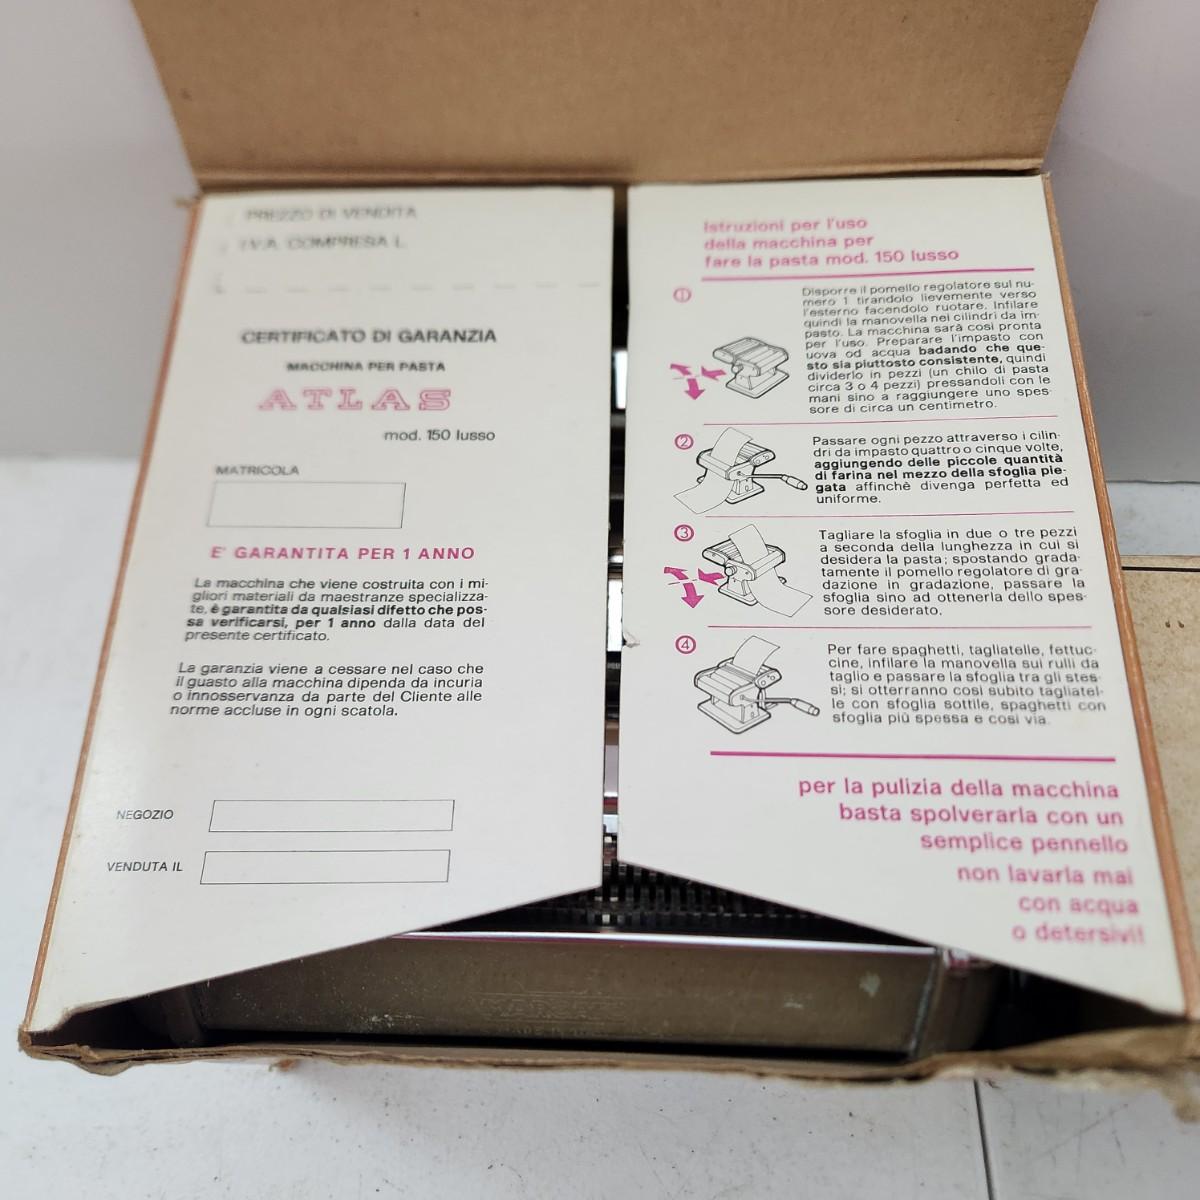 PREZZO DI VENDITA
I.V.A. COMPRESA L.
CERTIFICATO DI GARANZIA
MACCHINA PER PASTA
ATLAS
mod. 150 lusso
MATRICOLA
E' GARANTITA PER 1 ANNO
La macchina che viene costruita con i mi-
gliori materiali da maestranze specializza-
te, è garantita da qualsiasi difetto che pos-
sa verificarsi, per 1 anno dalla data del
presente certificato.
La garanzia viene a cessare nel caso che
il guasto alla macchina dipenda da incuria
o innosservanza da parte del Cliente alle
norme accluse in ogni scatola.
NEGOZIO
VENDUTA IL
Istruzioni per l'uso
della macchina per
fare la pasta mod. 150 lusso
1
Disporre il pomello regolatore sul nu-
mero 1 tirandolo lievemente verso
l'esterno facendolo ruotare. Infilare
quindi la manovella nei cilindri da im-
pasto. La macchina sarà così pronta
per l'uso. Preparare l'impasto con
uova od acqua badando che que-
sto sia piuttosto consistente, quindi
dividerlo in pezzi (un chilo di pasta
circa 3 o 4 pezzi) pressandoli con le
mani sino a raggiungere uno spes-
sore di circa un centimetro.
2
Passare ogni pezzo attraverso i cilin-
dri da impasto quattro o cinque volte,
aggiungendo delle piccole quantità
di farina nel mezzo della sfoglia pie-
gata affinchè divenga perfetta ed
uniforme.
3
Tagliare la sfoglia in due o tre pezzi
a seconda della lunghezza in cui si
desidera la pasta; spostando grada-
tamente il pomello regolatore di gra-
dazione in gradazione, passare la
sfoglia sino ad ottenerla dello spes-
sore desiderato.
4
Per fare spaghetti, tagliatelle, fettuc-
cine, infilare la manovella sui rulli da
taglio e passare la sfoglia tra gli stes-
si; si otterranno così subito tagliatel-
le con sfoglia sottile, spaghetti con
sfoglia più spessa e così via.
per la pulizia della macchina
basta spolverarla con un
semplice pennello
non lavarla mai
con acqua
o detersivi!